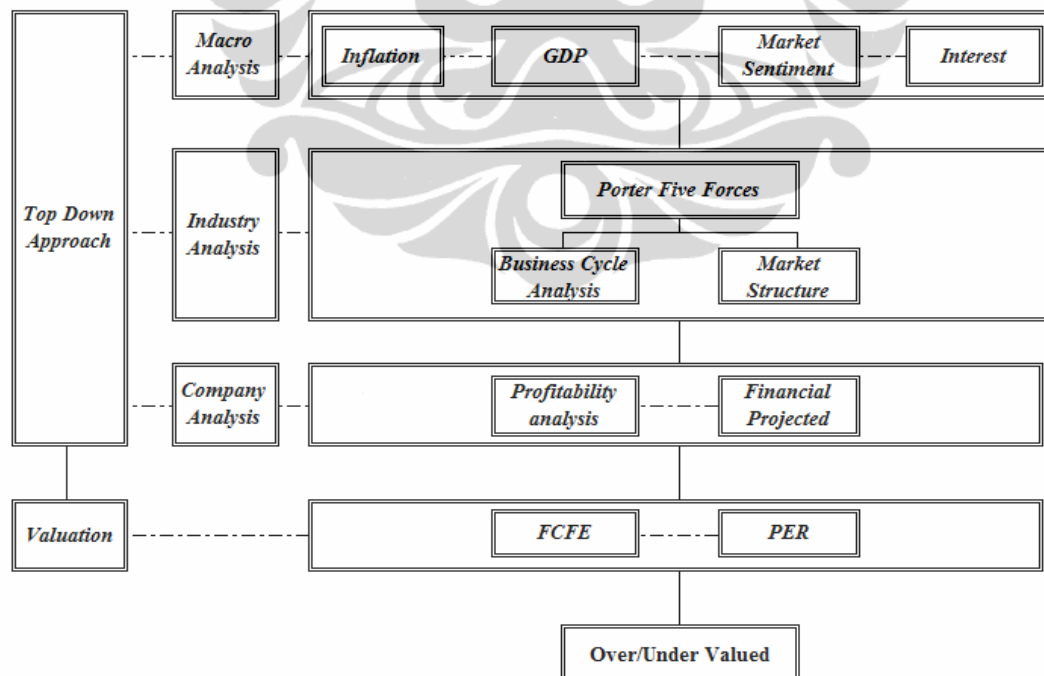 Macro
Analysis
Inflation
GDP
Market
Sentiment
Interest
Top Down
Approach
Industry
Analysis
Porter Five Forces
Business Cycle
Analysis
Market
Structure
Company
Analysis
Profitability
analysis
Financial
Projected
Valuation
FCFE
PER
Over/Under Valued